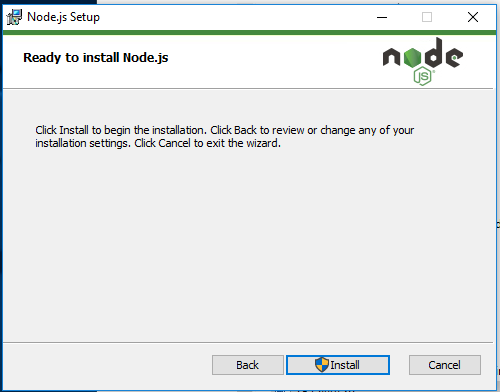 Node.js Setup
Ready to install Node.js
node
JS
Click Install to begin the installation. Click Back to review or change any of your
installation settings. Click Cancel to exit the wizard.
Back
Install
Cancel